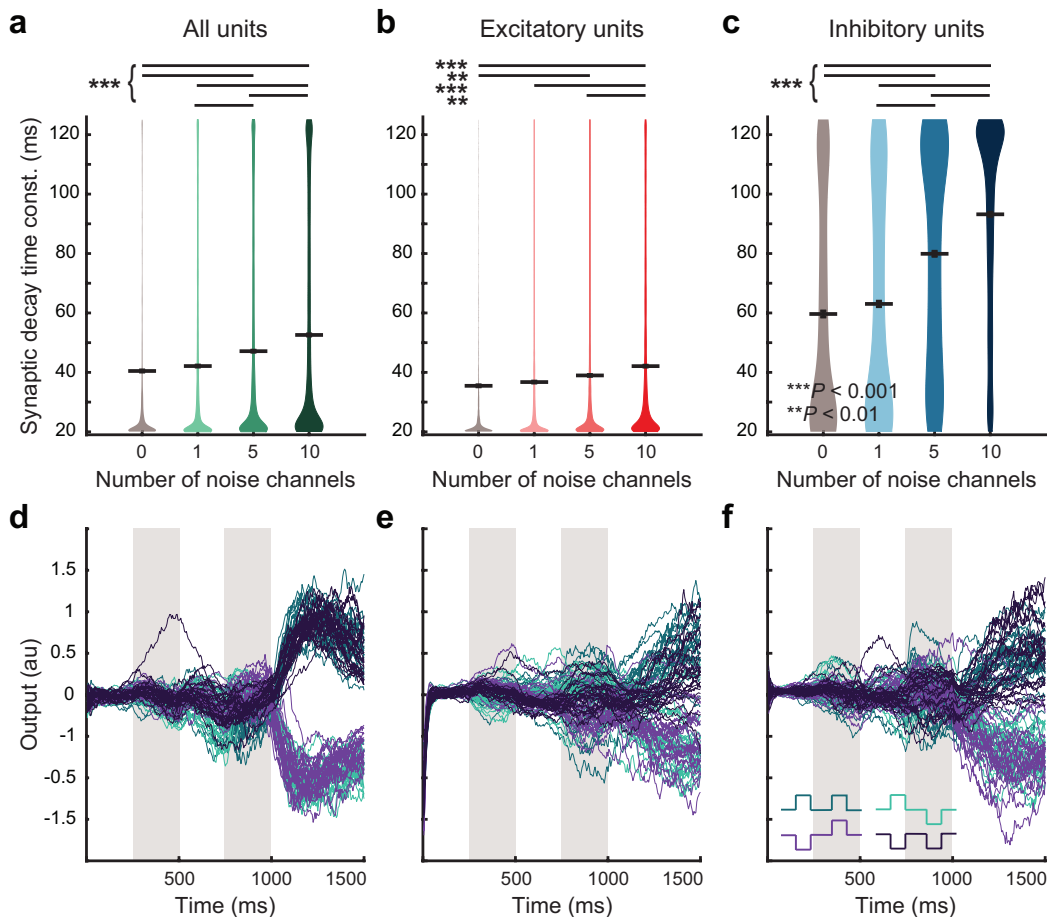 a
All units
b
Excitatory units
c
Inhibitory units
*** {
***
**
***
**
*** {
Synaptic decay time const. (ms)
120
100
80
60
40
20
0 1 5 10
Number of noise channels
120
100
80
60
40
20
0 1 5 10
Number of noise channels
120
100
80
60
40
20
***P < 0.001
**P < 0.01
0 1 5 10
Number of noise channels
d
e
f
Output (au)
1.5
1
0.5
0
-1
-0.5
-1.5
500 1000 1500
Time (ms)
500 1000 1500
Time (ms)
500 1000 1500
Time (ms)